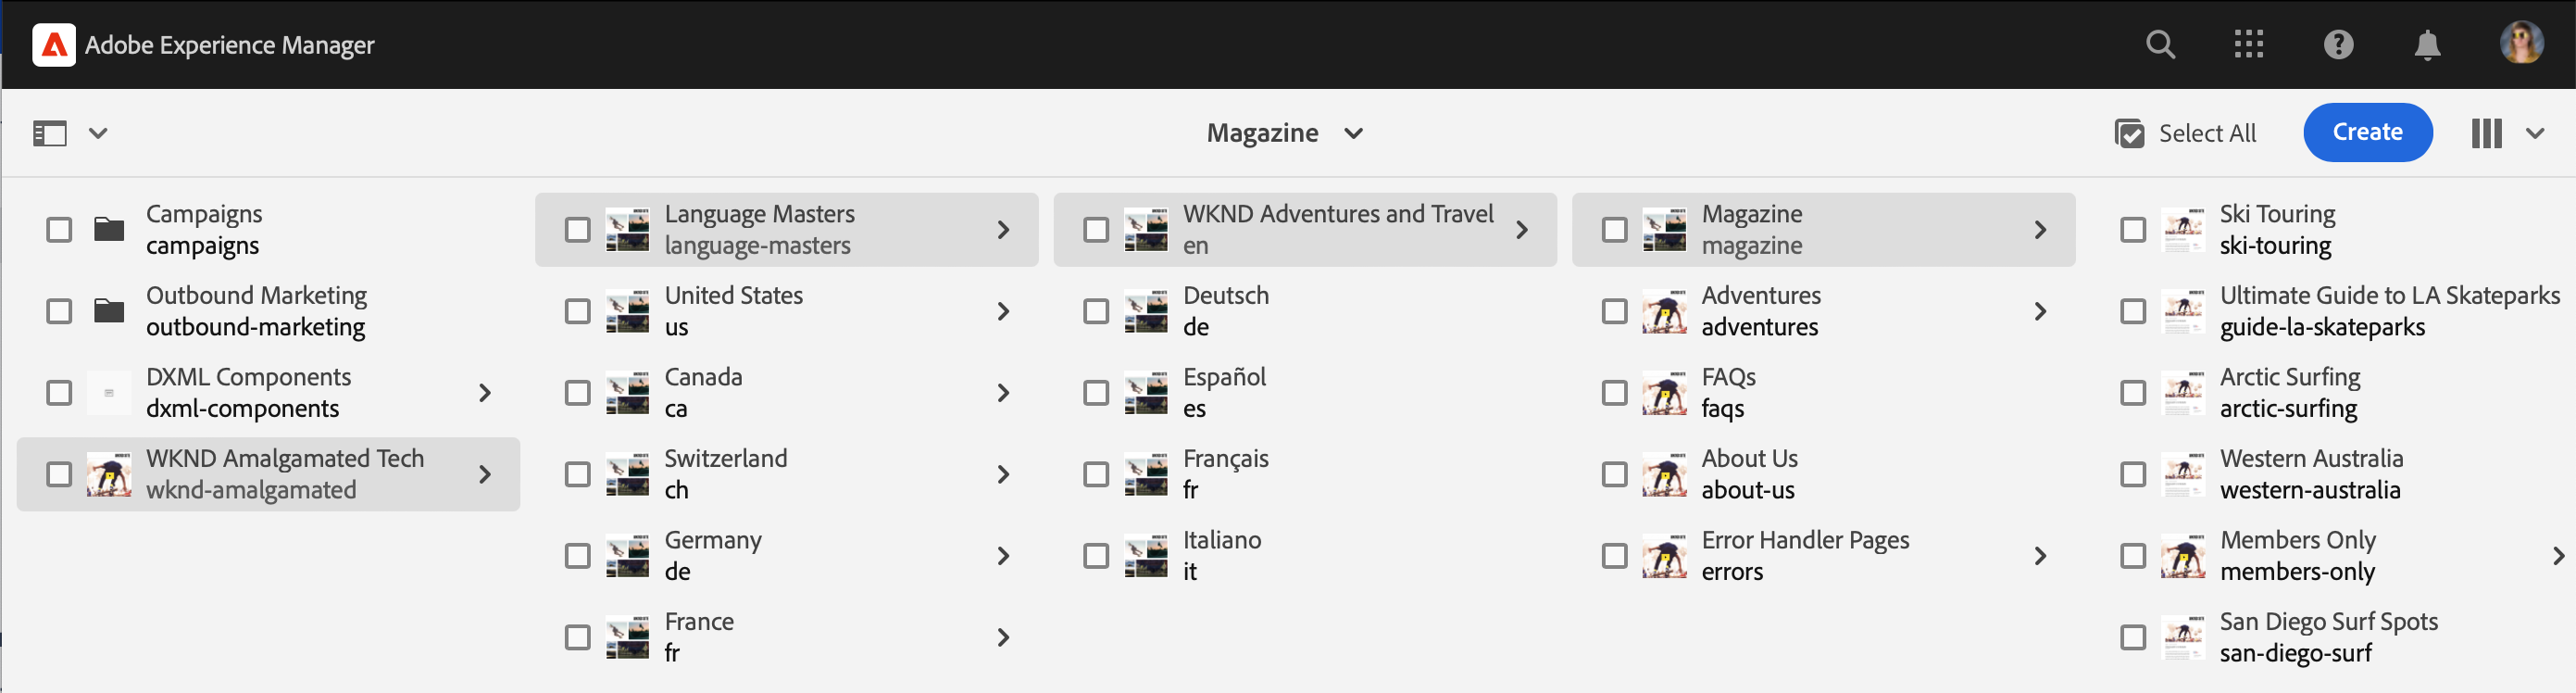 Adobe Experience Manager
Magazine
Select All
Create
Campaigns
campaigns
Outbound Marketing
outbound-marketing
DXML Components
dxml-components
WKND Amalgamated Tech
wknd-amalgamated
Language Masters
language-masters
United States
us
Canada
ca
Switzerland
ch
Germany
de
France
fr
WKND Adventures and Travel
en
Deutsch
de
Español
es
Français
fr
Italiano
it
Magazine
magazine
Adventures
adventures
FAQs
faqs
About Us
about-us
Error Handler Pages
errors
Ski Touring
ski-touring
Ultimate Guide to LA Skateparks
guide-la-skateparks
Arctic Surfing
arctic-surfing
Western Australia
western-australia
Members Only
members-only
San Diego Surf Spots
san-diego-surf